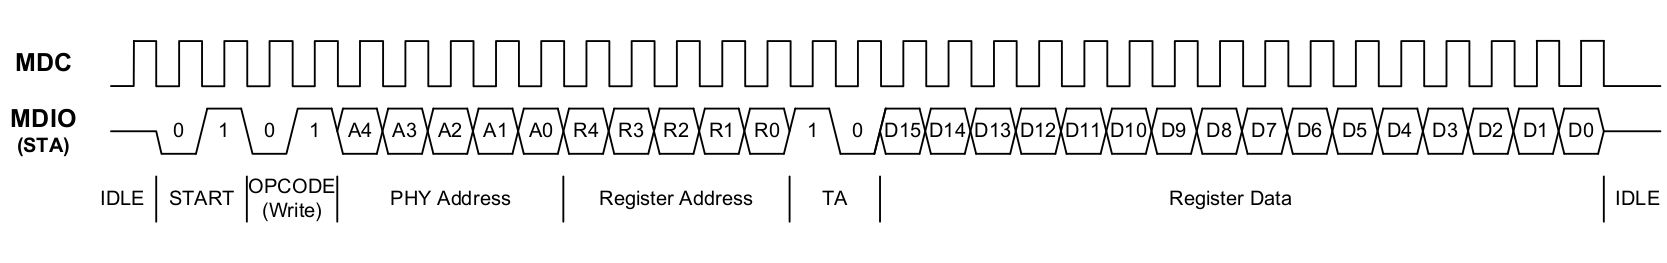 MDC
MDIO
(STA)
0 1 0 1 A4 A3 A2 A1 A0 R4 R3 R2 R1 R0 1 0 D15 D14 D13 D12 D11 D10 D9 D8 D7 D6 D5 D4 D3 D2 D1 D0
IDLE START OPCODE (Write) PHY Address Register Address TA Register Data IDLE